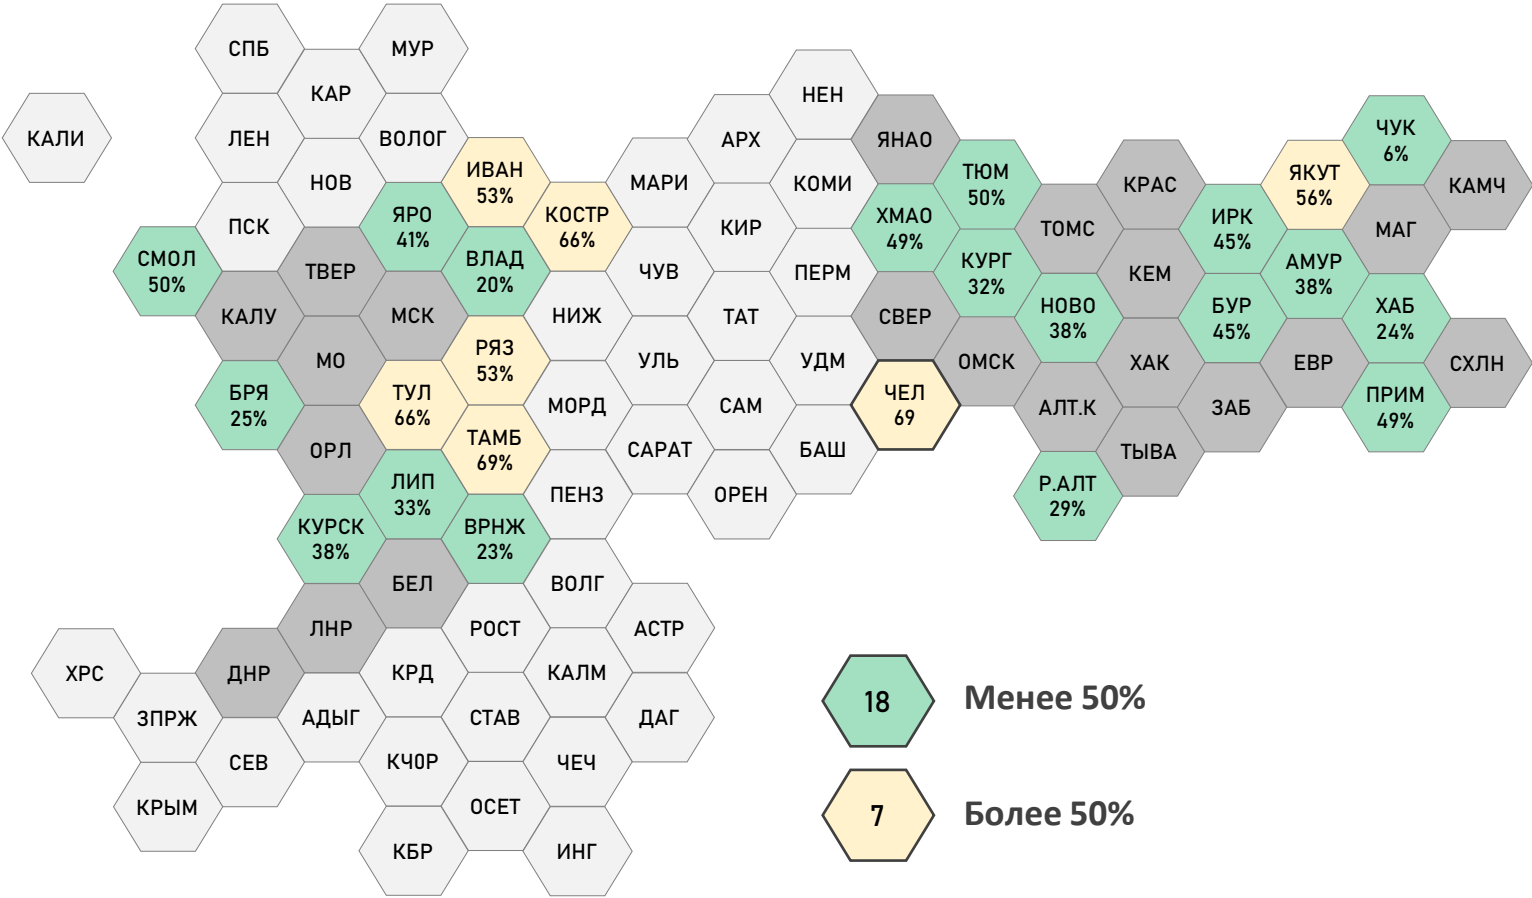 СПБ
МУР
КАР
НЕН
КАЛИ
ЛЕН
ВОЛОГ
АРХ
ЯНАО
ЧУК
6%
НОВ
ИВАН
53%
МАРИ
КОМИ
ТЮМ
50%
КРАС
ЯКУТ
56%
КАМЧ
ПСК
ЯРО
41%
КОСТР
66%
КИР
ХМАО
49%
ТОМС
ИРК
45%
МАГ
СМОЛ
50%
ТВЕР
ВЛАД
20%
ЧУВ
ПЕРМ
КУРГ
32%
КЕМ
АМУР
38%
КАЛУ
МСК
НИЖ
ТАТ
СВЕР
НОВО
38%
БУР
45%
ХАБ
24%
МО
РЯЗ
53%
УЛЬ
УДМ
ОМСК
ХАК
ЕВР
СХЛН
БРЯ
25%
ТУЛ
66%
МОРД
САМ
ЧЕЛ
69
АЛТ.К
ЗАБ
ПРИМ
49%
ОРЛ
ТАМБ
69%
САРАТ
БАШ
ТЫВА
ЛИП
33%
ПЕНЗ
ОРЕН
Р.АЛТ
29%
КУРСК
38%
ВРНЖ
23%
БЕЛ
ВОЛГ
ЛНР
РОСТ
АСТР
ХРС
ДНР
КРД
КАЛМ
ЗПРЖ
АДЫГ
СТАВ
ДАГ
СЕВ
КЧ0Р
ЧЕЧ
КРЫМ
ОСЕТ
КБР
ИНГ
18
Менее 50%
7
Более 50%